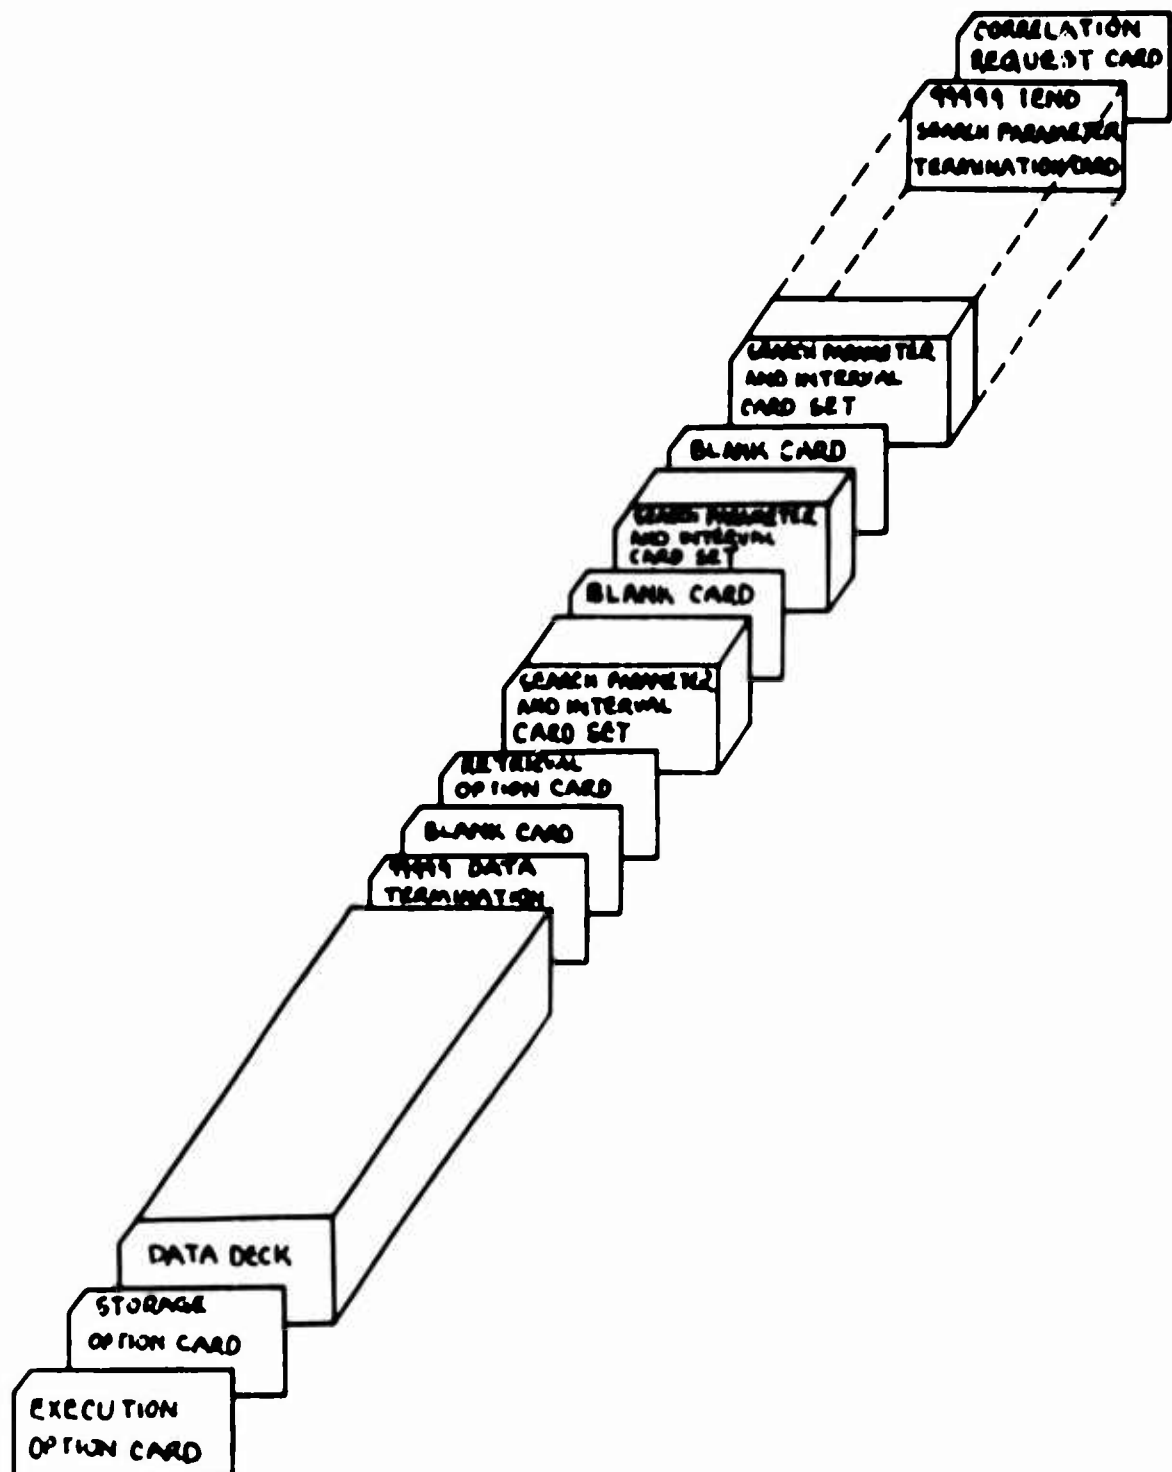 CORRELATION
REQUEST CARD
99999 IEND
SEARCH PARAMETER
TERMINATION CARD
SEARCH PARAMETER
AND INTERVAL
CARD SET
BLANK CARD
SEARCH PARAMETER
AND INTERVAL
CARD SET
BLANK CARD
SEARCH PARAMETER
AND INTERVAL
CARD SET
RETRIEVAL
OPTION CARD
BLANK CARD
99999 DATA
TERMINATION
DATA DECK
STORAGE
OPTION CARD
EXECUTION
OPTION CARD